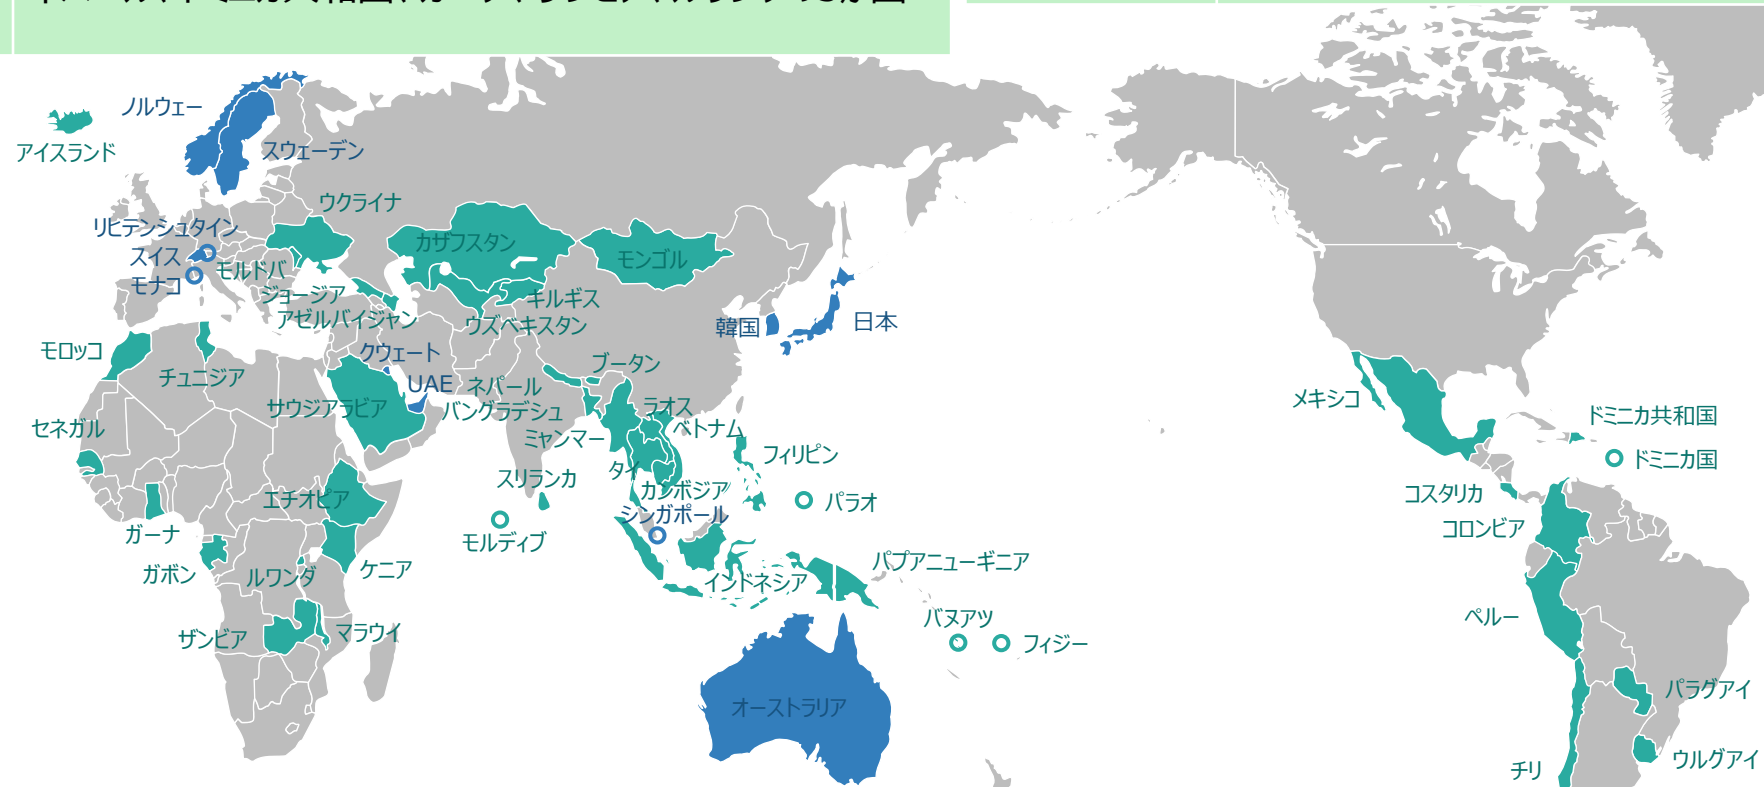 ノルウェー
アイスランド
スウェーデン
ウクライナ
リヒテンシュタイン
スイス
モナコ
モルドバ
カザフスタン
モンゴル
ジョージア
アゼルバイジャン
キルギス
ウズベキスタン
韓国
日本
モロッコ
チュニジア
クウェート
UAE
サウジアラビア
ネパール
ブータン
バングラデシュ
ミャンマー
ラオス
ベトナム
セネガル
タイ
フィリピン
スリランカ
カンボジア
シンガポール
パラオ
エチオピア
ガーナ
モルディブ
ガボン
ルワンダ
ケニア
インドネシア
パプアニューギニア
バヌアツ
フィジー
ザンビア
マラウイ
オーストラリア
メキシコ
ドミニカ共和国
ドミニカ国
コスタリカ
コロンビア
ペルー
パラグアイ
ウルグアイ
チリ